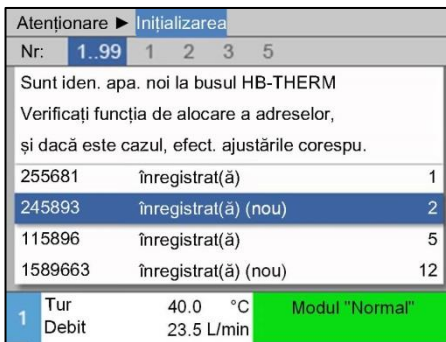 Atenționare ► Inițializarea
Nr: 1..99 1 2 3 5
Sunt iden. apa. noi la busul HB-THERM
Verificați funcția de alocare a adreselor,
și dacă este cazul, efect. ajustările corespu.
255681 înregistrat(ă) 1
245893 înregistrat(ă) (nou) 2
115896 înregistrat(ă) 5
1589663 înregistrat(ă) (nou) 12
1 Tur 40.0 °C Modul "Normal"
Debit 23.5 L/min